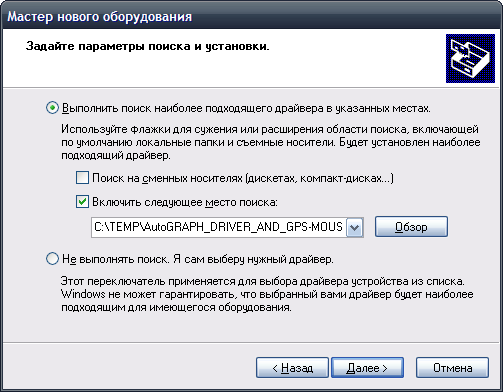 Мастер нового оборудования
Задайте параметры поиска и установки.
Выполнить поиск наиболее подходящего драйвера в указанных местах.
Используйте флажки для сужения или расширения области поиска, включающей
по умолчанию локальные папки и съемные носители. Будет установлен наиболее
подходящий драйвер.
Поиск на сменных носителях (дискетах, компакт-дисках...)
Включить следующее место поиска:
C:\TEMP\AutoGRAPH_DRIVER_AND_GPS-MOUS
Обзор
Не выполнять поиск. Я сам выберу нужный драйвер.
Этот переключатель применяется для выбора драйвера устройства из списка.
Windows не может гарантировать, что выбранный вами драйвер будет наиболее
подходящим для имеющегося оборудования.
< Назад
Далее >
Отмена